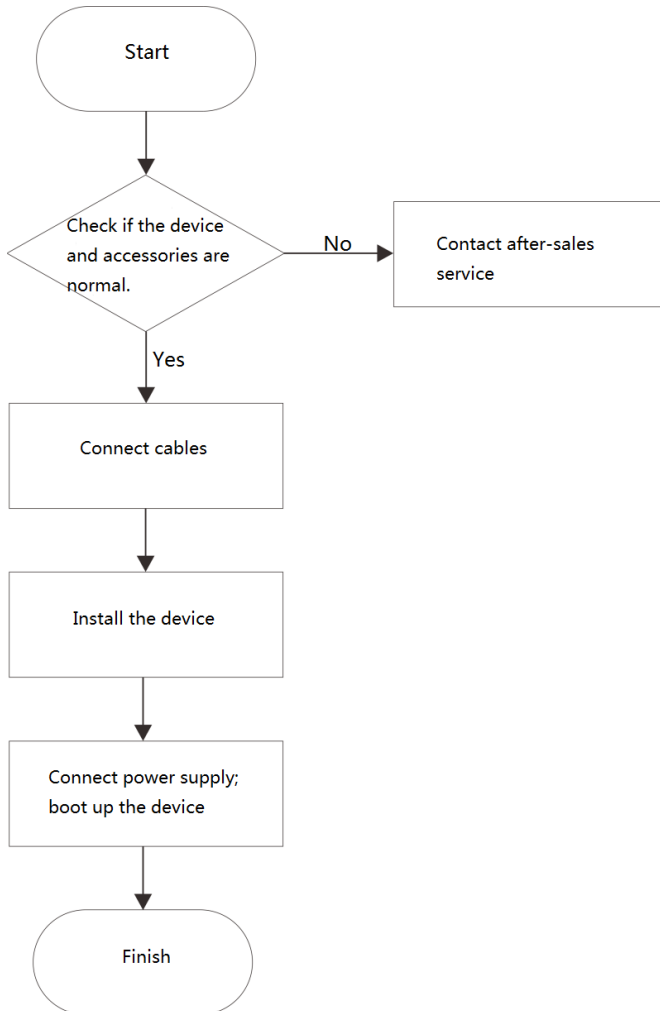 Start
Check if the device
and accessories are
normal.
No
Contact after-sales
service
Yes
Connect cables
Install the device
Connect power supply;
boot up the device
Finish